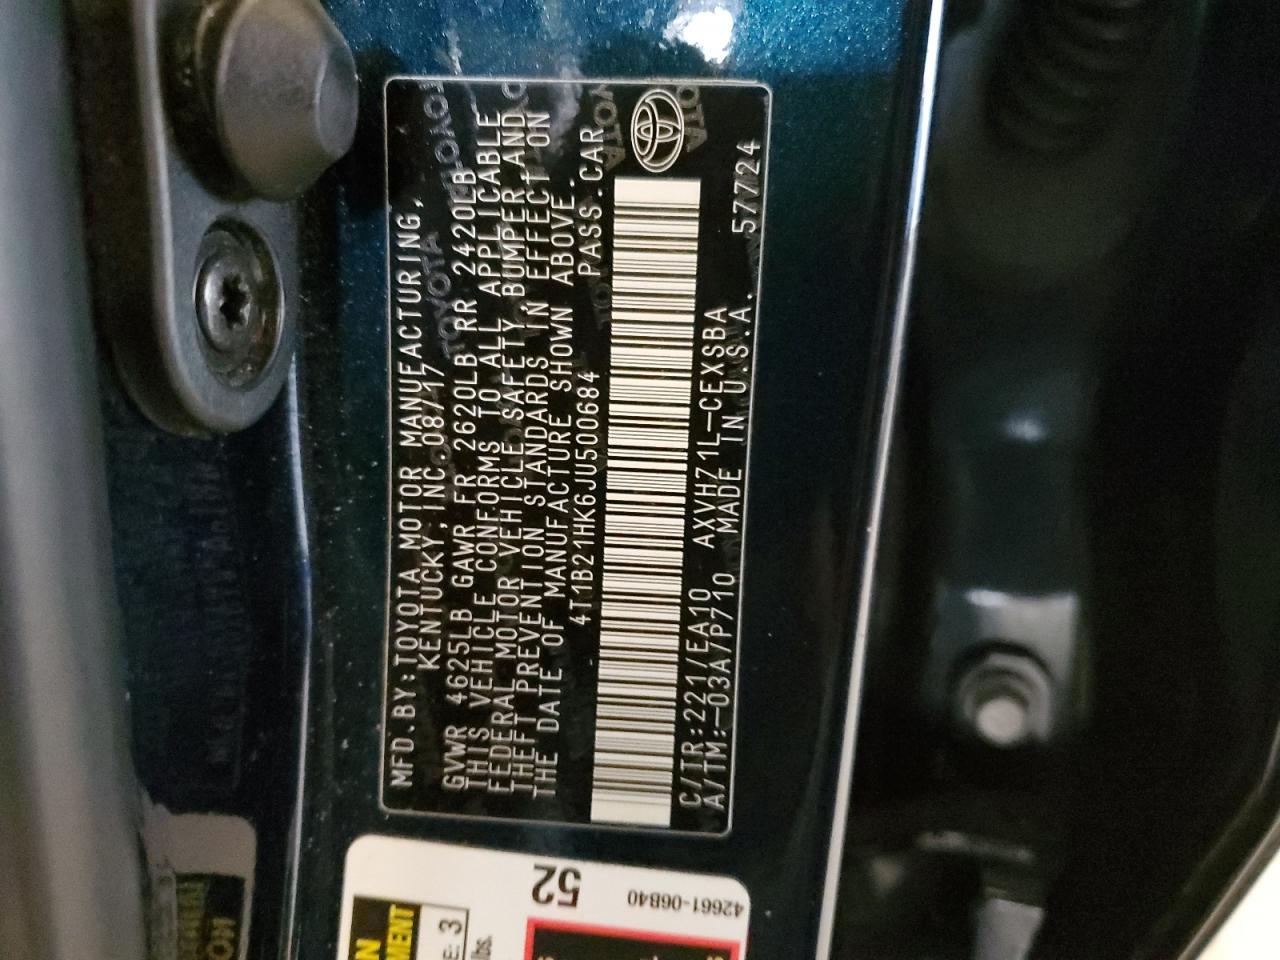 MFD.BY:TOYOTA MOTOR MANUFACTURING,
KENTUCKY,INC.08/17
GVWR 4625LB GAWR FR 2620LB RR 2420LB
THIS VEHICLE CONFORMS TO ALL APPLICABLE
FEDERAL MOTOR VEHICLE SAFETY,BUMPER,AND
THEFT PREVENTION STANDARDS IN EFFECT ON
THE DATE OF MANUFACTURE SHOWN ABOVE.
4T1B21HK6JU500684 PASS.CAR
C/TR:221/EA10 AXVH71L-CEXSBA
A/TM:-03A/P710 MADE IN U.S.A. 57724
52
42661-06B40
3
lbs.